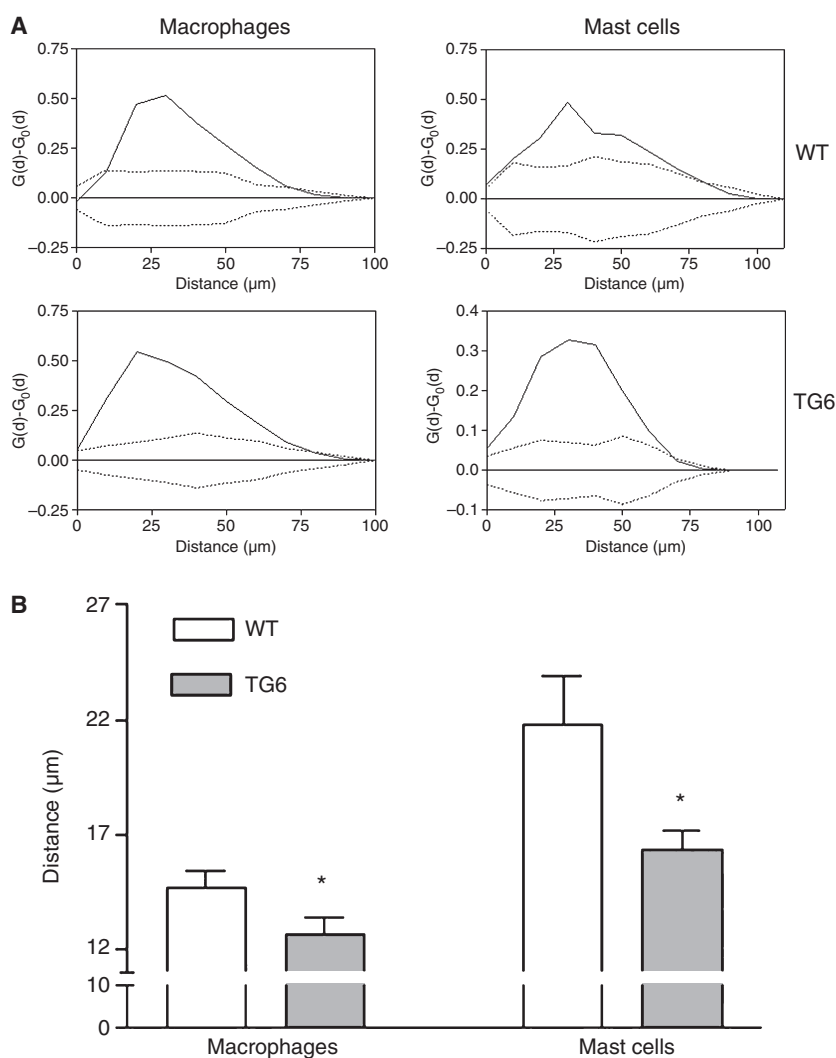 A
Macrophages
Mast cells
0.75
0.50
0.25
0.00
–0.25
G(d)-G₀(d)
0
25
50
75
100
Distance (µm)
0.75
0.50
0.25
0.00
–0.25
G(d)-G₀(d)
0
25
50
75
100
Distance (µm)
WT
0.75
0.50
0.25
0.00
–0.25
G(d)-G₀(d)
0
25
50
75
100
Distance (µm)
0.4
0.3
0.2
0.1
0.0
–0.1
G(d)-G₀(d)
0
25
50
75
100
Distance (µm)
TG6
B
27
22
17
12
10
0
Distance (µm)
WT
TG6
*
*
Macrophages
Mast cells